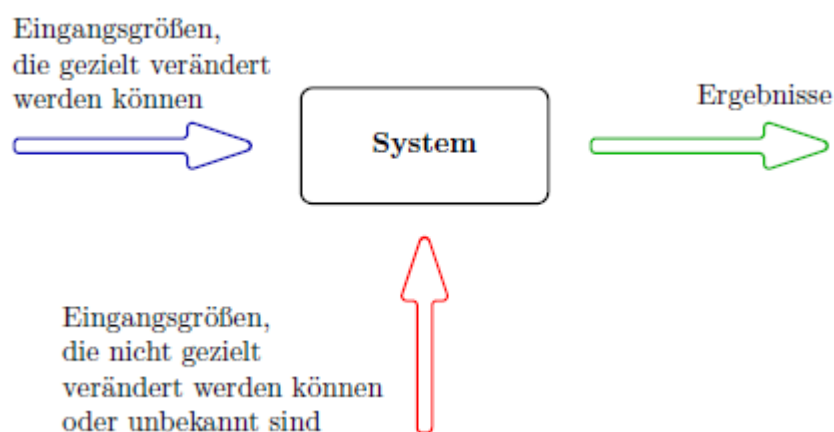 Eingangsgrößen,
die gezielt verändert
werden können
System
Ergebnisse
Eingangsgrößen,
die nicht gezielt
verändert werden können
oder unbekannt sind